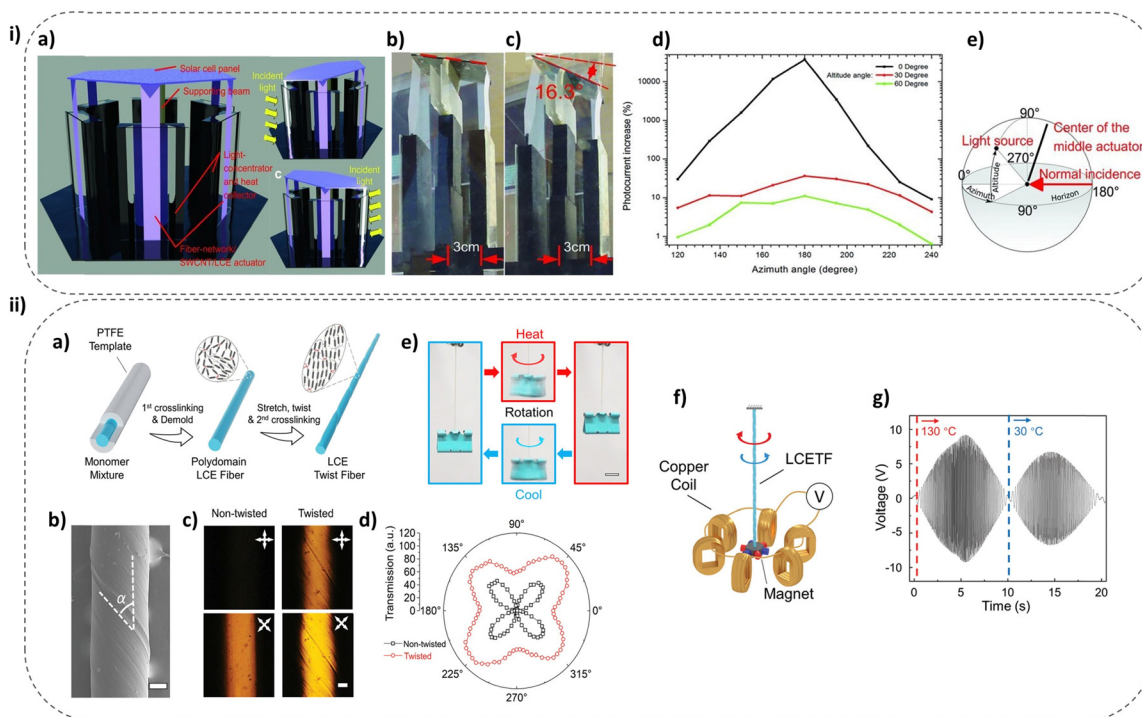 i)
a)
Solar cell panel
Supporting beam
Light-
concentrator
and heat
collector
Fiber-network/
SWCNT/LCE actuator
Incident
light
C
Incident
light
b)
3cm
c)
16.3°
3cm
d)
Photocurrent increase (%)
10000
1000
100
10
1
120
140
160
180
200
220
240
Azimuth angle (degree)
Altitude angle:
0 Degree
30 Degree
60 Degree
e)
90°
Light source
Center of the
middle actuator
270°
Normal incidence
0°
180°
Altitude
Azimuth
Horizon
90°
ii)
a)
PTFE
Template
1st crosslinking
& Demold
Stretch, twist
& 2nd crosslinking
Monomer
Mixture
Polydomain
LCE Fiber
LCE
Twist Fiber
b)
α
c)
Non-twisted
Twisted
d)
Transmission (a.u.)
120
100
80
60
40
20
0
90°
135°
45°
180°
0°
225°
315°
270°
Non-twisted
Twisted
e)
Heat
Rotation
Cool
f)
LCETF
Copper
Coil
V
Magnet
g)
130 °C
30 °C
Voltage (V)
10
5
0
-5
-10
0
5
10
15
20
Time (s)